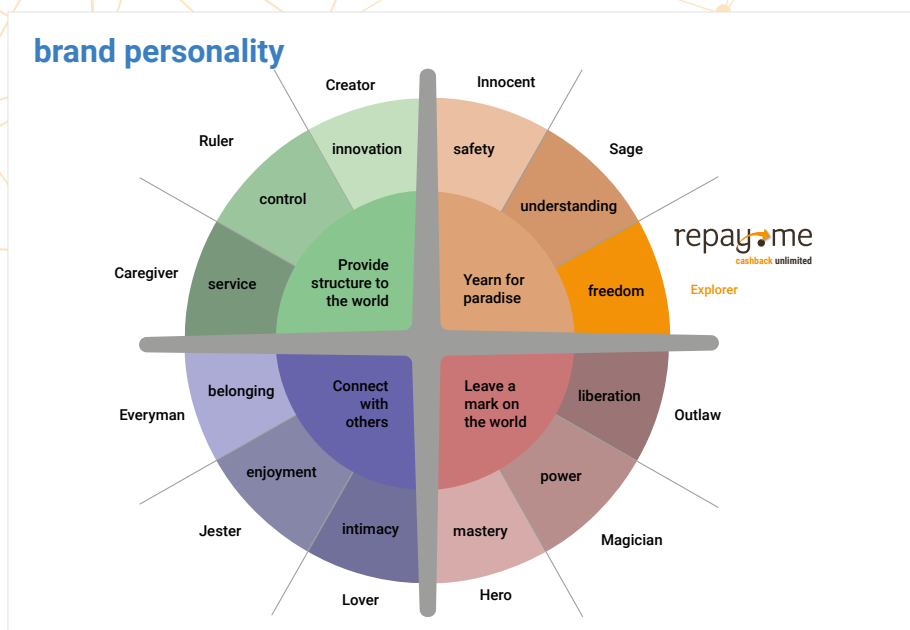 brand personality
Creator
Innocent
Ruler
innovation
safety
Sage
control
understanding
repay.me
cashback unlimited
Caregiver
service
Provide
structure to
the world
Yearn for
paradise
freedom
Explorer
belonging
Connect
with
others
Leave a
mark on
the world
liberation
Everyman
Outlaw
enjoyment
power
Jester
intimacy
mastery
Magician
Lover
Hero